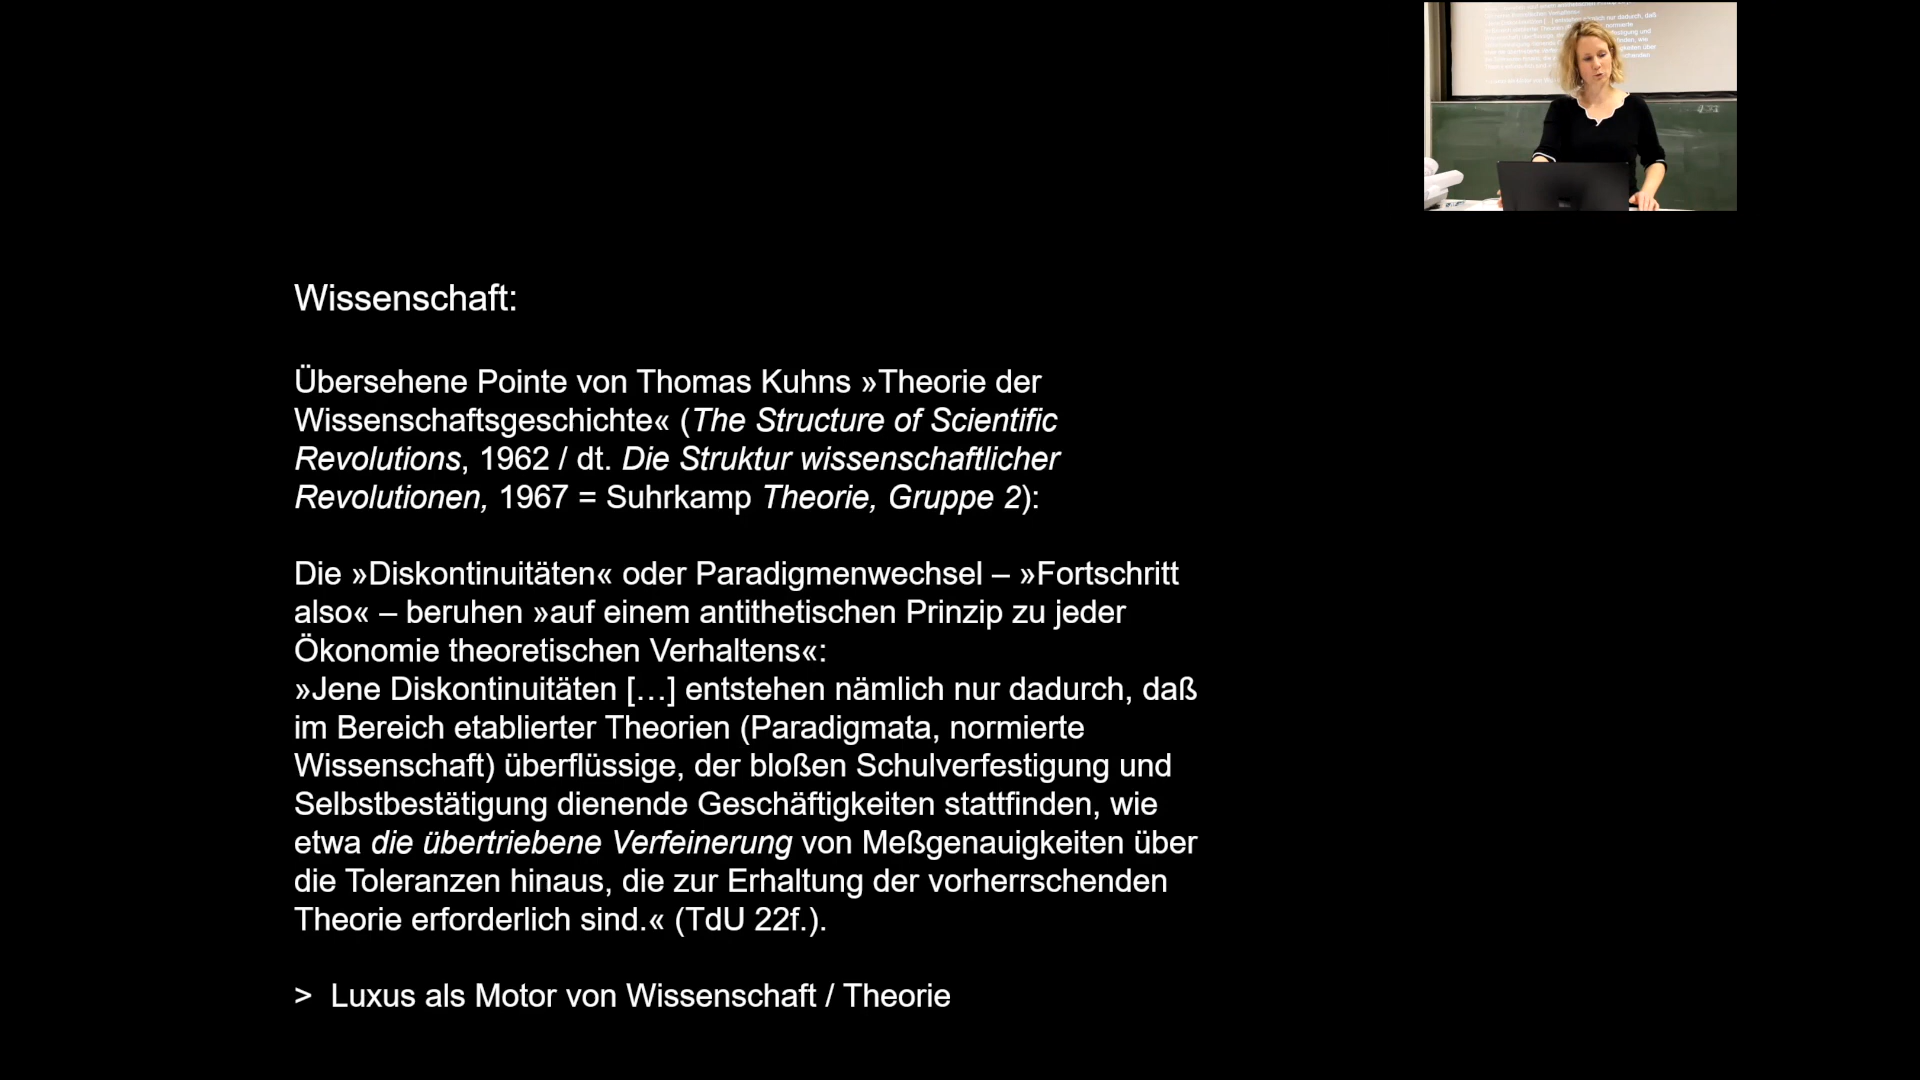 Wissenschaft:
Übersehene Pointe von Thomas Kuhns »Theorie der
Wissenschaftsgeschichte« (The Structure of Scientific
Revolutions, 1962 / dt. Die Struktur wissenschaftlicher
Revolutionen, 1967 = Suhrkamp Theorie, Gruppe 2):
Die »Diskontinuitäten« oder Paradigmenwechsel – »Fortschritt
also« – beruhen »auf einem antithetischen Prinzip zu jeder
Ökonomie theoretischen Verhaltens«:
»Jene Diskontinuitäten […] entstehen nämlich nur dadurch, daß
im Bereich etablierter Theorien (Paradigmata, normierte
Wissenschaft) überflüssige, der bloßen Schulverfestigung und
Selbstbestätigung dienende Geschäftigkeiten stattfinden, wie
etwa die übertriebene Verfeinerung von Meßgenauigkeiten über
die Toleranzen hinaus, die zur Erhaltung der vorherrschenden
Theorie erforderlich sind.« (TdU 22f.).
> Luxus als Motor von Wissenschaft / Theorie